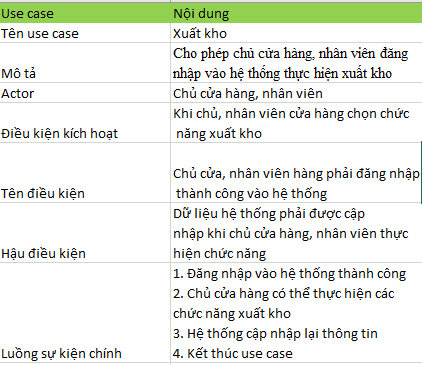 Use case Nội dung
Tên use case Xuất kho
Cho phép chủ cửa hàng, nhân viên đăng
Mô tả nhập vào hệ thống thực hiện xuất kho
Actor Chủ cửa hàng, nhân viên
Khi chủ, nhân viên cửa hàng chọn chức
Điều kiện kích hoạt năng xuất kho
Chủ cửa, nhân viên hàng phải đăng nhập
Tên điều kiện thành công vào hệ thống
Dữ liệu hệ thống phải được cập
nhập khi chủ cửa hàng, nhân viên thực
Hậu điều kiện hiện chức năng
1. Đăng nhập vào hệ thống thành công
2. Chủ cửa hàng có thể thực hiện các
chức năng xuất kho
3. Hệ thống cập nhập lại thông tin
Luồng sự kiện chính 4. Kết thúc use case